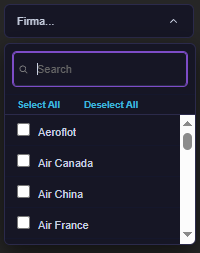 Firma...
Search
Select All Deselect All
Aeroflot
Air Canada
Air China
Air France